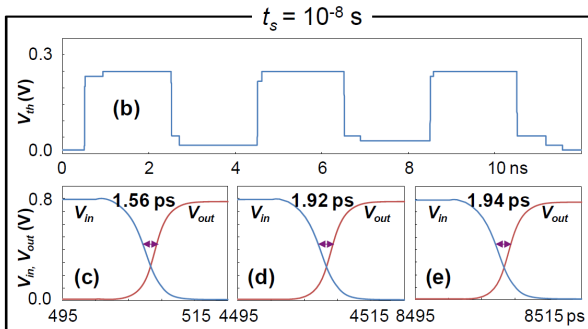 t_s = 10⁻⁸ s
0.3
V_th (V)
(b)
0.0
0 2 4 6 8 10 ns
0.8
V_in, V_out (V)
0.0
1.56 ps 1.92 ps 1.94 ps
V_in V_out V_in V_out V_in V_out
(c) (d) (e)
495 515 4495 4515 8495 8515 ps